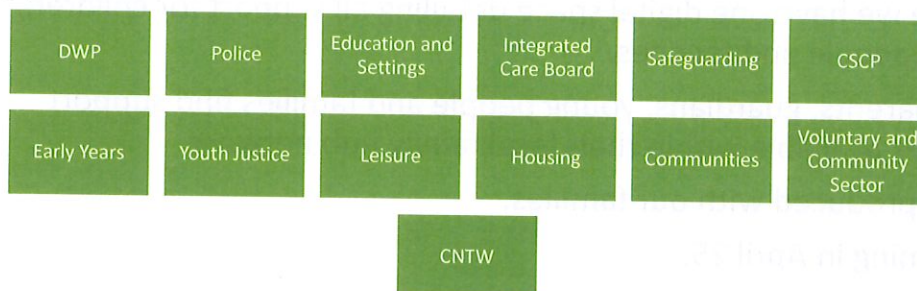 DWP
Police
Education and
Settings
Integrated
Care Board
Safeguarding
CSCP
Early Years
Youth Justice
Leisure
Housing
Communities
Voluntary and
Community
Sector
CNTW